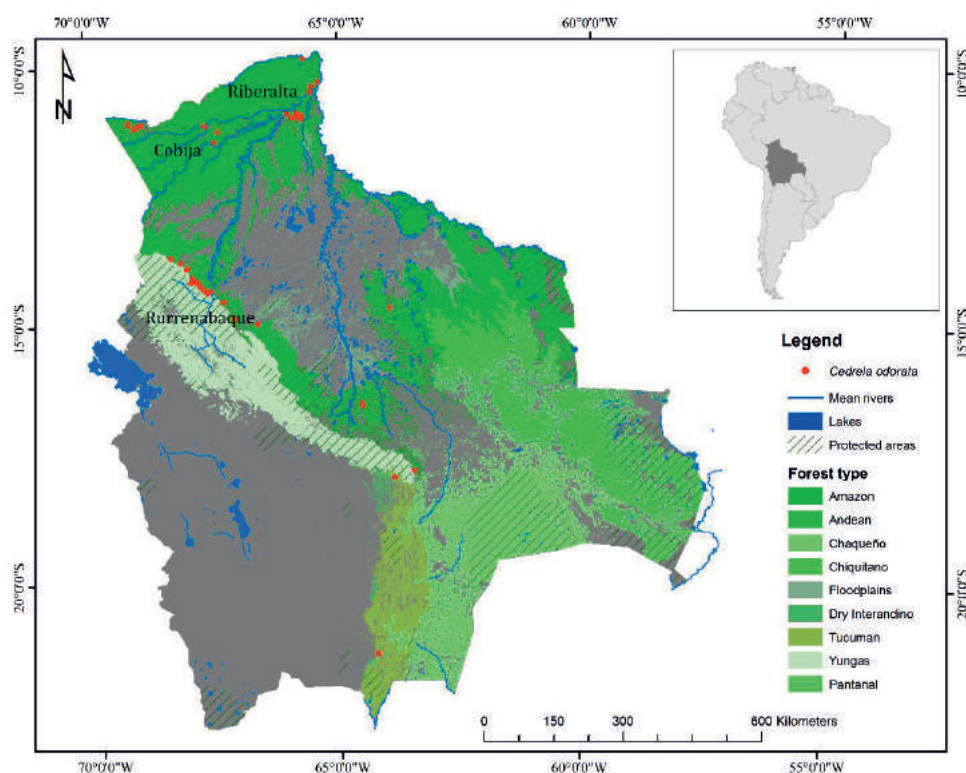 70°0'0"W 65°0'0"W 60°0'0"W 55°0'0"W
10°0'0"S 10°0'0"S
N
Riberalta
Cobija
Rurrenabaque
15°0'0"S 15°0'0"S
Legend
Cedrela odorata
Mean rivers
Lakes
Protected areas
Forest type
Amazon
Andean
Chaqueño
Chiquitano
Floodplains
Dry Interandino
Tucuman
Yungas
Pantanal
20°0'0"S 20°0'0"S
0 150 300 600 Kilometers
70°0'0"W 65°0'0"W 60°0'0"W 55°0'0"W